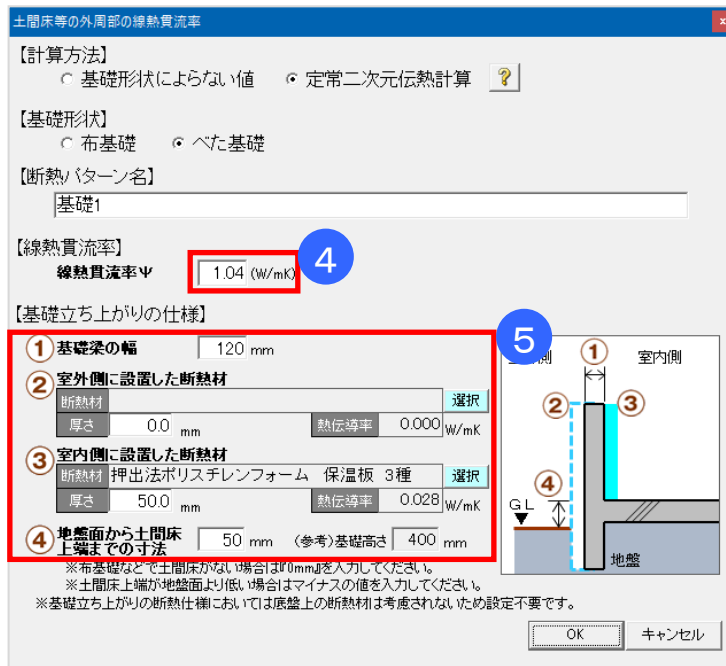 土間床等の外周部の線熱貫流率
【計算方法】
基礎形状によらない値 定常二次元伝熱計算 ?
【基礎形状】
布基礎 べた基礎
【断熱パターン名】
基礎1
【線熱貫流率】
線熱貫流率Ψ 1.04 (W/mK)
4
【基礎立ち上がりの仕様】
5
① 基礎梁の幅 120 mm
② 室外側に設置した断熱材
断熱材 選択
厚さ 0.0 mm 熱伝導率 0.000 W/mK
③ 室内側に設置した断熱材
断熱材 押出法ポリスチレンフォーム 保温板 3種 選択
厚さ 50.0 mm 熱伝導率 0.028 W/mK
④ 地盤面から土間床
上端までの寸法 50 mm (参考)基礎高さ 400 mm
※布基礎などで土間床がない場合は『0mm』を入力してください。
※土間床上端が地盤面より低い場合はマイナスの値を入力してください。
※基礎立ち上がりの断熱仕様においては底盤上の断熱材は考慮されないため設定不要です。
側 ① 室内側
② ③
④
GL
地盤
OK キャンセル